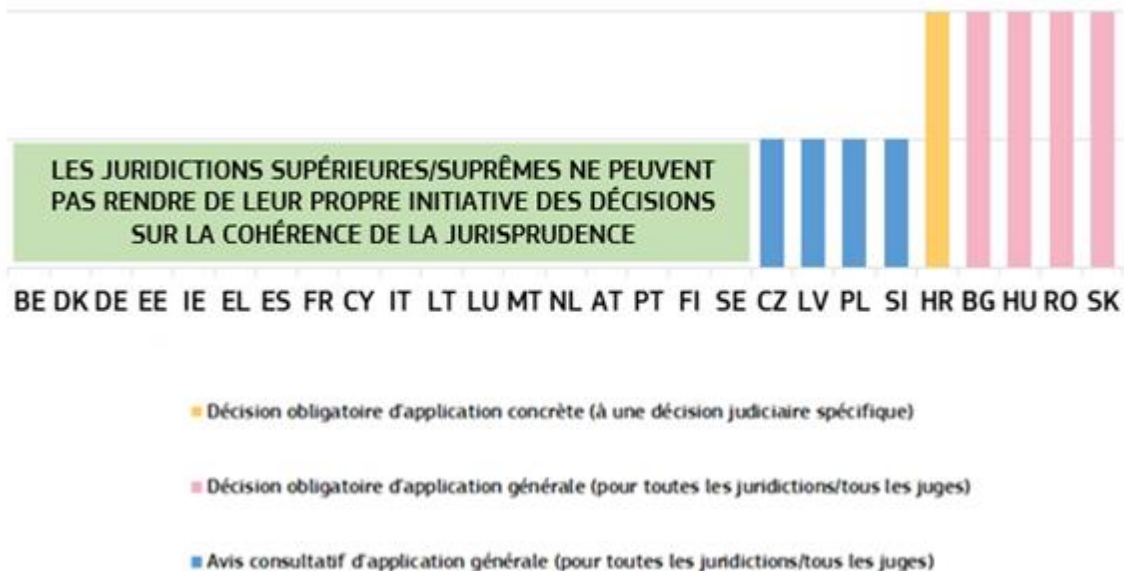 LES JURIDICTIONS SUPÉRIEURES/SUPRÊMES NE PEUVENT
PAS RENDRE DE LEUR PROPRE INITIATIVE DES DÉCISIONS
SUR LA COHÉRENCE DE LA JURISPRUDENCE
BE DK DE EE IE EL ES FR CY IT LT LU MT NL AT PT FI SE CZ LV PL SI HR BG HU RO SK
Décision obligatoire d'application concrète (à une décision judiciaire spécifique)
Décision obligatoire d'application générale (pour toutes les juridictions/tous les juges)
Avis consultatif d'application générale (pour toutes les juridictions/tous les juges)